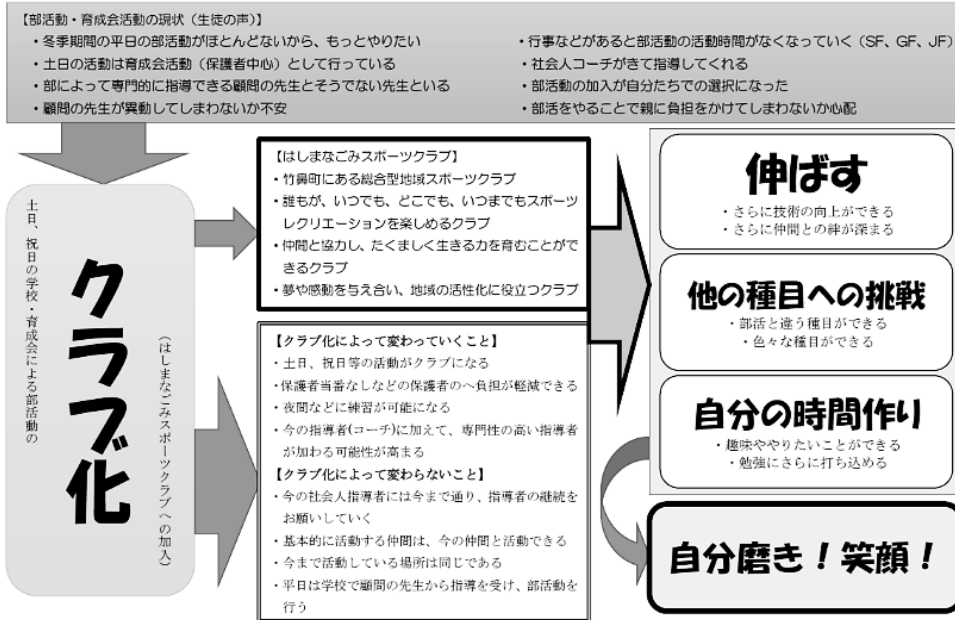 【部活動・育成会活動の現状（生徒の声）】
・冬季期間の平日の部活動がほとんどないから、もっとやりたい
・土日の活動は育成会活動（保護者中心）として行っている
・部によって専門的に指導できる顧問の先生とそうでない先生といる
・顧問の先生が異動してしまわないか不安
・行事などがあると部活動の活動時間がなくなっていく（SF、GF、JF）
・社会人コーチがきて指導してくれる
・部活動の加入が自分たちでの選択になった
・部活をやることで親に負担をかけてしまわないか心配
土日、祝日の学校・育成会による部活動の
クラブ化
（はしまなごみスポーツクラブへの加入）
【はしまなごみスポーツクラブ】
・竹鼻町にある総合型地域スポーツクラブ
・誰もが、いつでも、どこでも、いつまでもスポーツ
レクリエーションを楽しめるクラブ
・仲間と協力し、たくましく生きる力を育むことがで
きるクラブ
・夢や感動を与え合い、地域の活性化に役立つクラブ
【クラブ化によって変わっていくこと】
・土日、祝日等の活動がクラブになる
・保護者当番なしなどの保護者のへ負担が軽減できる
・夜間などに練習が可能になる
・今の指導者(コーチ)に加えて、専門性の高い指導者
が加わる可能性が高まる
【クラブ化によって変わらないこと】
・今の社会人指導者には今まで通り、指導者の継続を
お願いしていく
・基本的に活動する仲間は、今の仲間と活動できる
・今まで活動している場所は同じである
・平日は学校で顧問の先生から指導を受け、部活動を
行う
伸ばす
・さらに技術の向上ができる
・さらに仲間との絆が深まる
他の種目への挑戦
・部活と違う種目ができる
・色々な種目ができる
自分の時間作り
・趣味ややりたいことができる
・勉強にさらに打ち込める
自分磨き！笑顔！